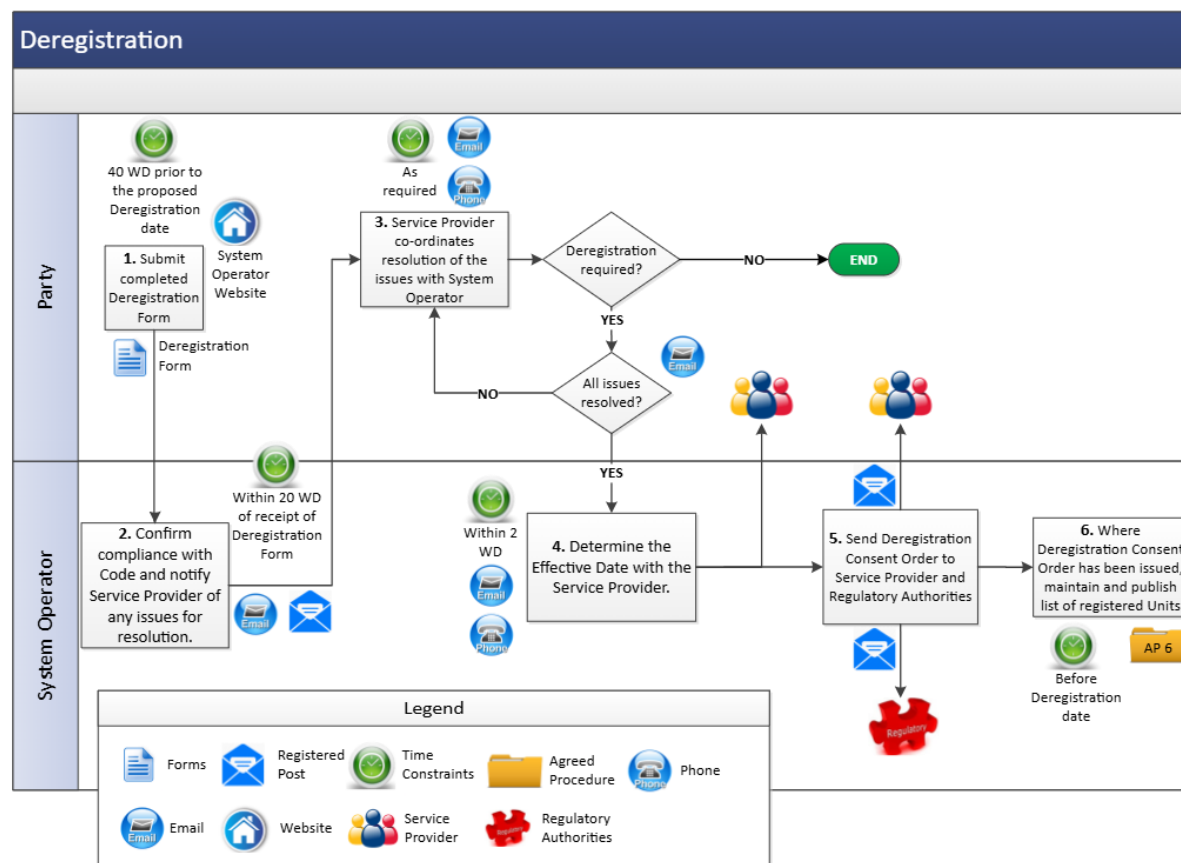 Deregistration
Party
40 WD prior to
the proposed
Deregistration
date
System
Operator
Website
1. Submit
completed
Deregistration
Form
Deregistration
Form
As
required
Email
Phone
3. Service Provider
co-ordinates
resolution of the
issues with System
Operator
Deregistration
required?
NO
END
YES
Email
All issues
resolved?
NO
YES
System Operator
Within 20 WD
of receipt of
Deregistration
Form
2. Confirm
compliance with
Code and notify
Service Provider of
any issues for
resolution.
Email
Within 2
WD
Email
Phone
4. Determine the
Effective Date with the
Service Provider.
5. Send Deregistration
Consent Order to
Service Provider and
Regulatory Authorities
Regulatory
6. Where
Deregistration Consent
Order has been issued,
maintain and publish
list of registered Units
AP 6
Before
Deregistration
date
Legend
Forms
Registered
Post
Time
Constraints
Agreed
Procedure
Phone
Phone
Email
Email
Website
Service
Provider
Regulatory
Regulatory
Authorities